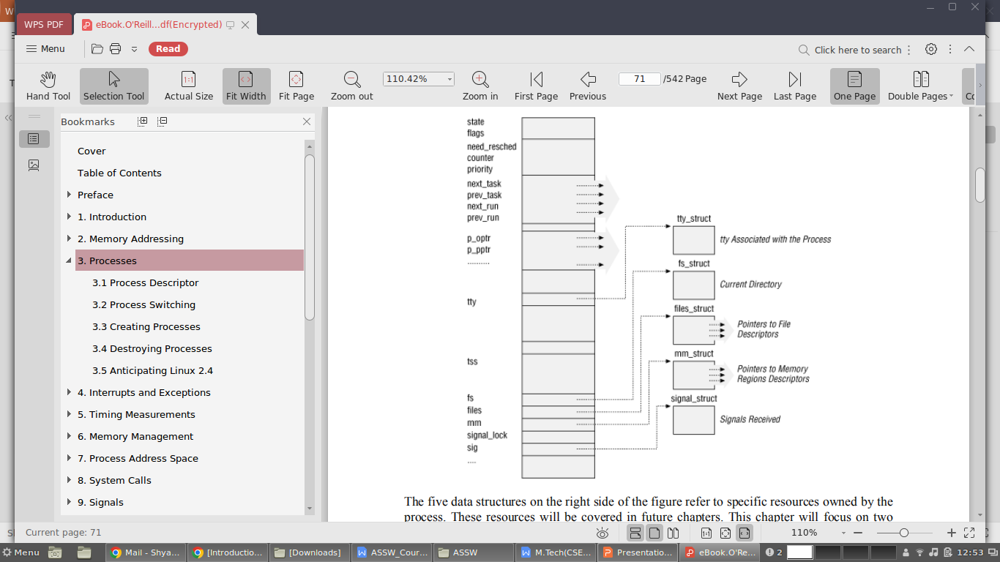 W
WPS PDF
eBook.O'Reill...df(Encrypted)
Menu
Read
Click here to search
Hand Tool
Selection Tool
1:1
Actual Size
Fit Width
Fit Page
Zoom out
110.42%
Zoom in
First Page
Previous
71 /542 Page
Next Page
Last Page
One Page
Double Pages
Bookmarks
Cover
Table of Contents
Preface
1. Introduction
2. Memory Addressing
3. Processes
3.1 Process Descriptor
3.2 Process Switching
3.3 Creating Processes
3.4 Destroying Processes
3.5 Anticipating Linux 2.4
4. Interrupts and Exceptions
5. Timing Measurements
6. Memory Management
7. Process Address Space
8. System Calls
9. Signals
state
flags
need_resched
counter
priority
next_task
prev_task
next_run
prev_run
p_optr
p_pptr
..........
tty
tss
fs
files
mm
signal_lock
sig
....
tty_struct
tty Associated with the Process
fs_struct
Current Directory
files_struct
Pointers to File
Descriptors
mm_struct
Pointers to Memory
Regions Descriptors
signal_struct
Signals Received
The five data structures on the right side of the figure refer to specific resources owned by the
process. These resources will be covered in future chapters. This chapter will focus on two
Current page: 71
1:1
110%
Menu
Mail - Shya...
[Introductio...
[Downloads]
ASSW_Cour...
ASSW
M.Tech(CSE...
Presentatio...
eBook.O'Re...
2
12:53